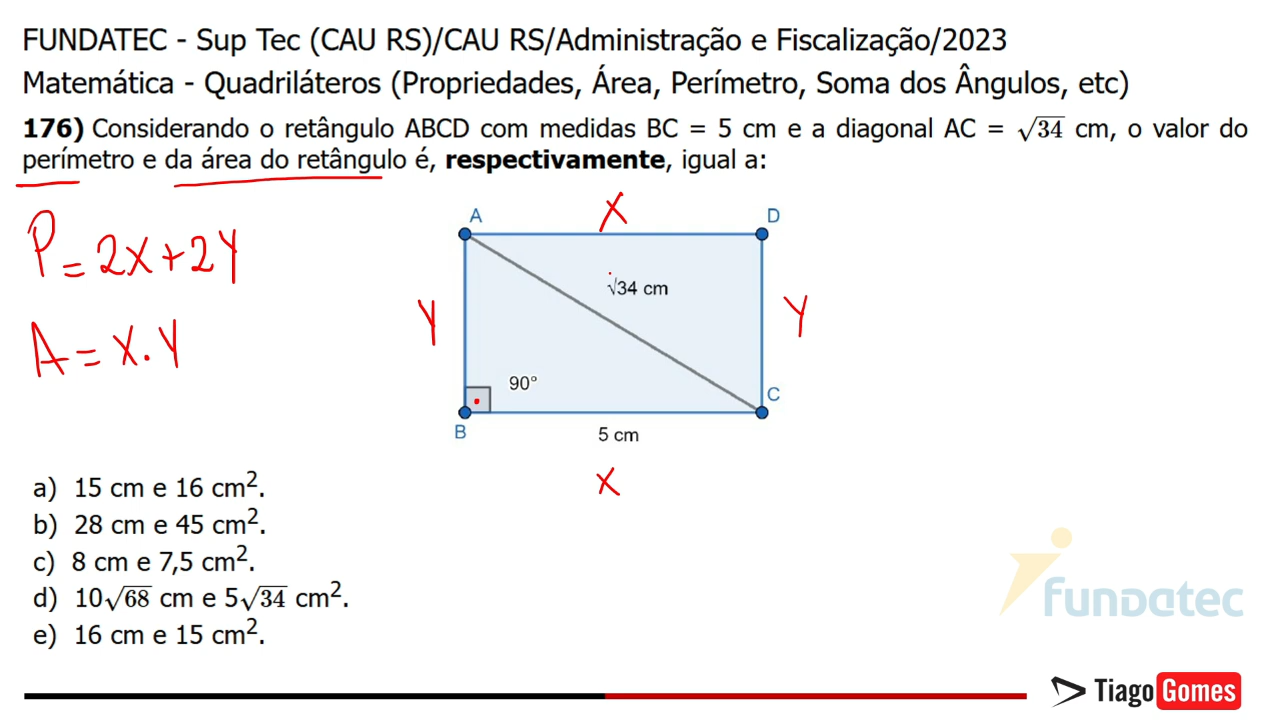 FUNDATEC - Sup Tec (CAU RS)/CAU RS/Administração e Fiscalização/2023
Matemática - Quadriláteros (Propriedades, Área, Perímetro, Soma dos Ângulos, etc)
176) Considerando o retângulo ABCD com medidas BC = 5 cm e a diagonal AC = √34 cm, o valor do
perímetro e da área do retângulo é, respectivamente, igual a:
X
A
D
P = 2X + 2Y
√34 cm
Y
Y
A = X . Y
90°
C
B
5 cm
X
a) 15 cm e 16 cm².
b) 28 cm e 45 cm².
c) 8 cm e 7,5 cm².
d) 10√68 cm e 5√34 cm².
e) 16 cm e 15 cm².
fundatec
Tiago Gomes